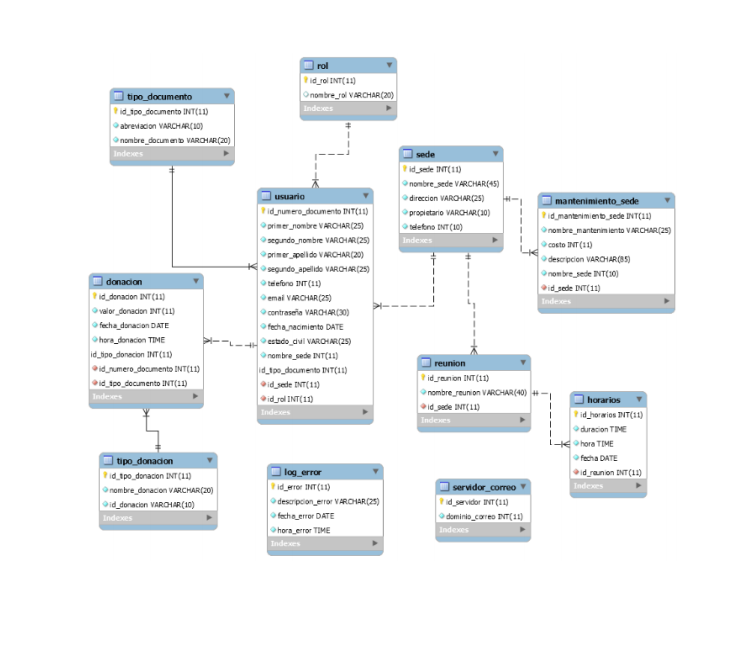 rol
id_rol INT(11)
nombre_rol VARCHAR(20)
Indexes
tipo_documento
id_tipo_documento INT(11)
abreviacion VARCHAR(10)
nombre_documento VARCHAR(20)
Indexes
sede
id_sede INT(11)
nombre_sede VARCHAR(45)
direccion VARCHAR(25)
propietario VARCHAR(10)
telefono INT(10)
Indexes
usuario
id_numero_documento INT(11)
primer_nombre VARCHAR(25)
segundo_nombre VARCHAR(25)
primer_apellido VARCHAR(20)
segundo_apellido VARCHAR(25)
telefono INT(11)
email VARCHAR(25)
contraseña VARCHAR(30)
fecha_nacimiento DATE
estado_civil VARCHAR(25)
nombre_sede INT(11)
id_tipo_documento INT(11)
id_sede INT(11)
id_rol INT(11)
Indexes
mantenimiento_sede
id_mantenimiento_sede INT(11)
nombre_mantenimiento VARCHAR(25)
costo INT(11)
descripcion VARCHAR(85)
nombre_sede INT(10)
id_sede INT(11)
Indexes
donacion
id_donacion INT(11)
valor_donacion INT(11)
fecha_donacion DATE
hora_donacion TIME
id_tipo_donacion INT(11)
id_numero_documento INT(11)
id_tipo_documento INT(11)
Indexes
reunion
id_reunion INT(11)
nombre_reunion VARCHAR(40)
id_sede INT(11)
Indexes
horarios
id_horarios INT(11)
duracion TIME
hora TIME
fecha DATE
id_reunion INT(11)
Indexes
tipo_donacion
id_tipo_donacion INT(11)
nombre_donacion VARCHAR(20)
id_donacion VARCHAR(10)
Indexes
log_error
id_error INT(11)
descripcion_error VARCHAR(25)
fecha_error DATE
hora_error TIME
Indexes
servidor_correo
id_servidor INT(11)
dominio_correo INT(11)
Indexes